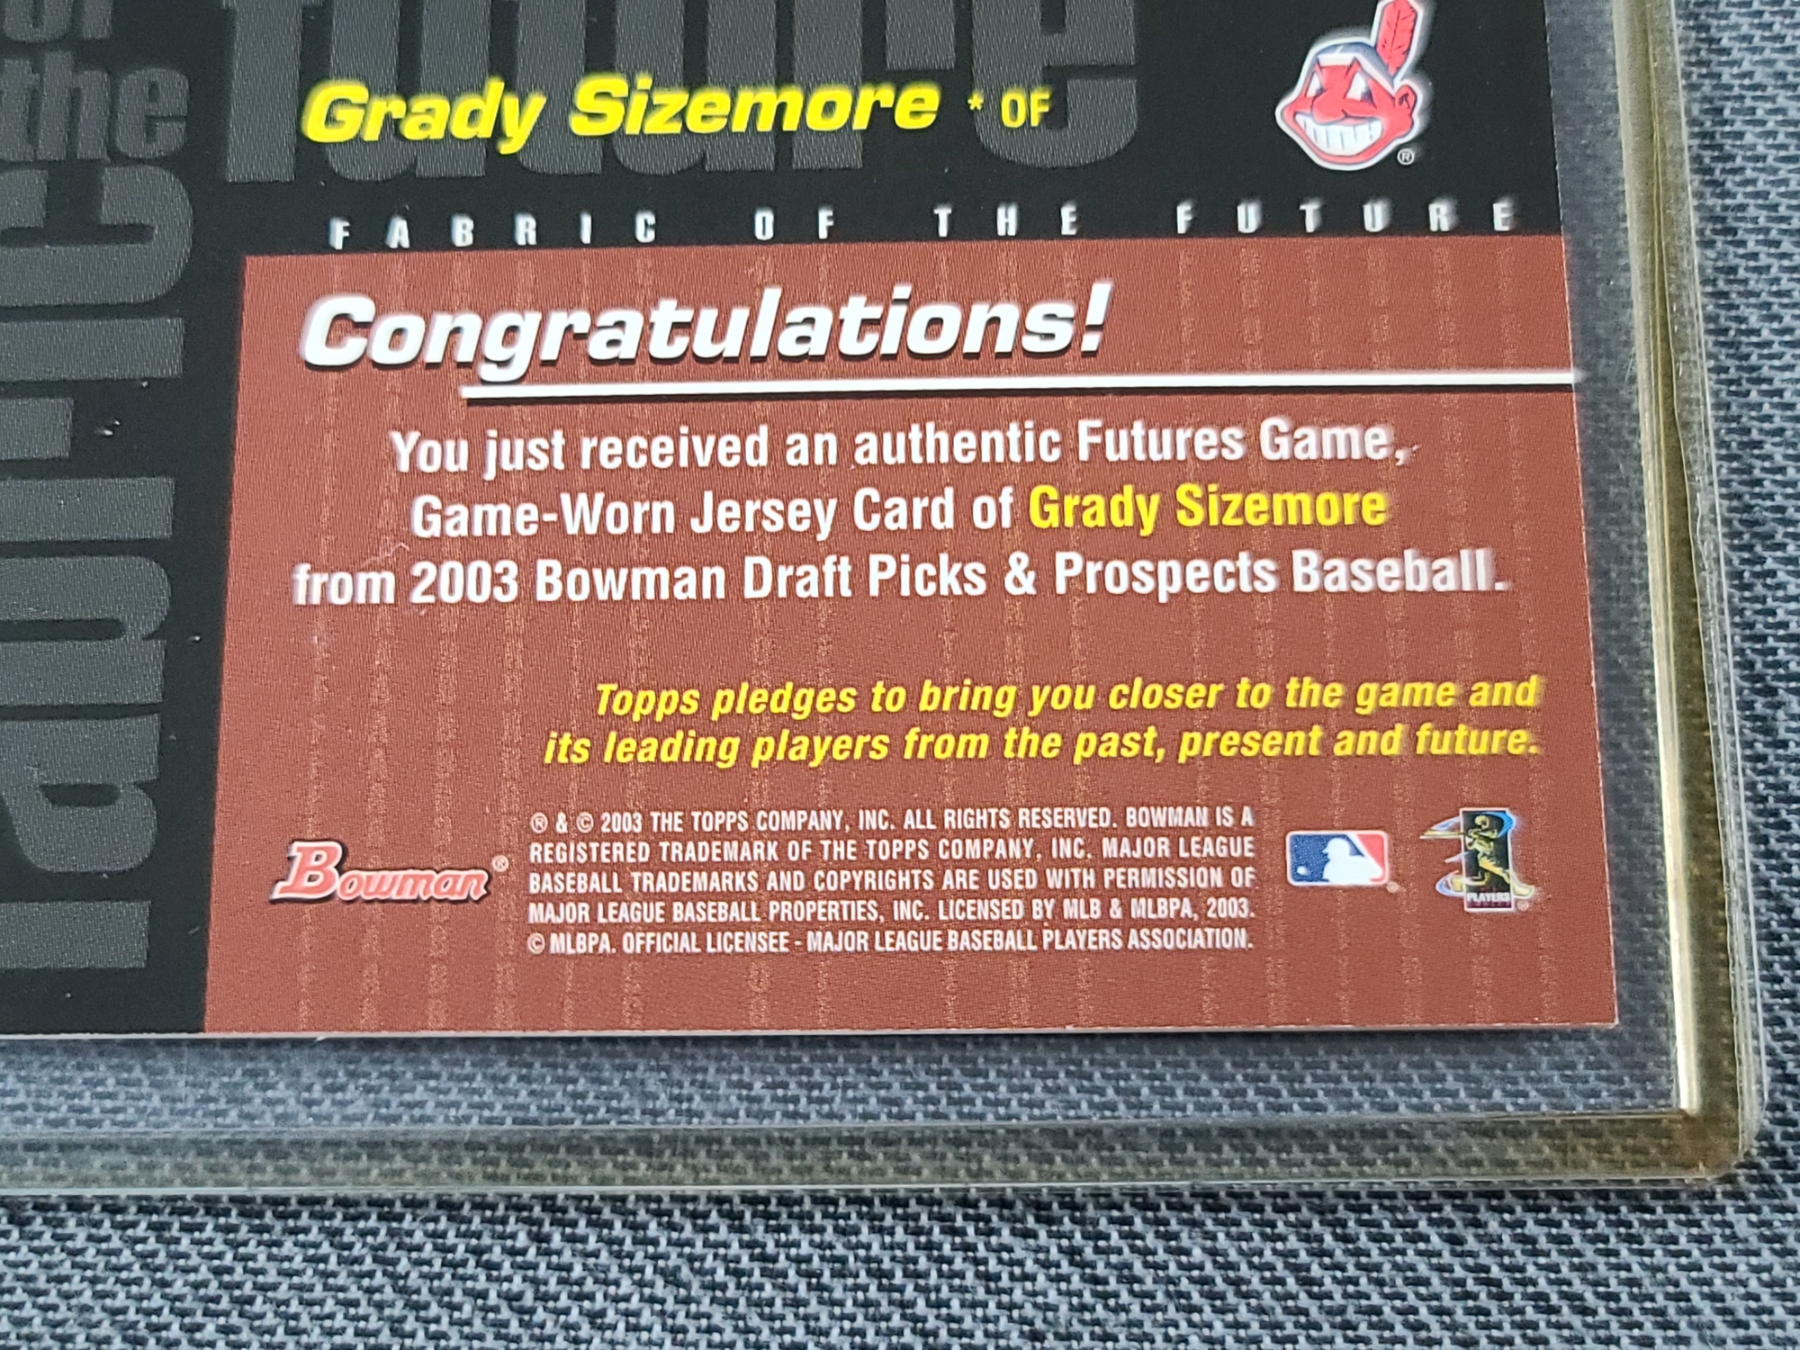 of
the
future
fabric
Grady Sizemore * OF
FABRIC OF THE FUTURE
Congratulations!
You just received an authentic Futures Game,
Game-Worn Jersey Card of Grady Sizemore
from 2003 Bowman Draft Picks & Prospects Baseball.
Topps pledges to bring you closer to the game and
its leading players from the past, present and future.
Bowman®
® & © 2003 THE TOPPS COMPANY, INC. ALL RIGHTS RESERVED. BOWMAN IS A
REGISTERED TRADEMARK OF THE TOPPS COMPANY, INC. MAJOR LEAGUE
BASEBALL TRADEMARKS AND COPYRIGHTS ARE USED WITH PERMISSION OF
MAJOR LEAGUE BASEBALL PROPERTIES, INC. LICENSED BY MLB & MLBPA, 2003.
© MLBPA. OFFICIAL LICENSEE - MAJOR LEAGUE BASEBALL PLAYERS ASSOCIATION.
PLAYERS